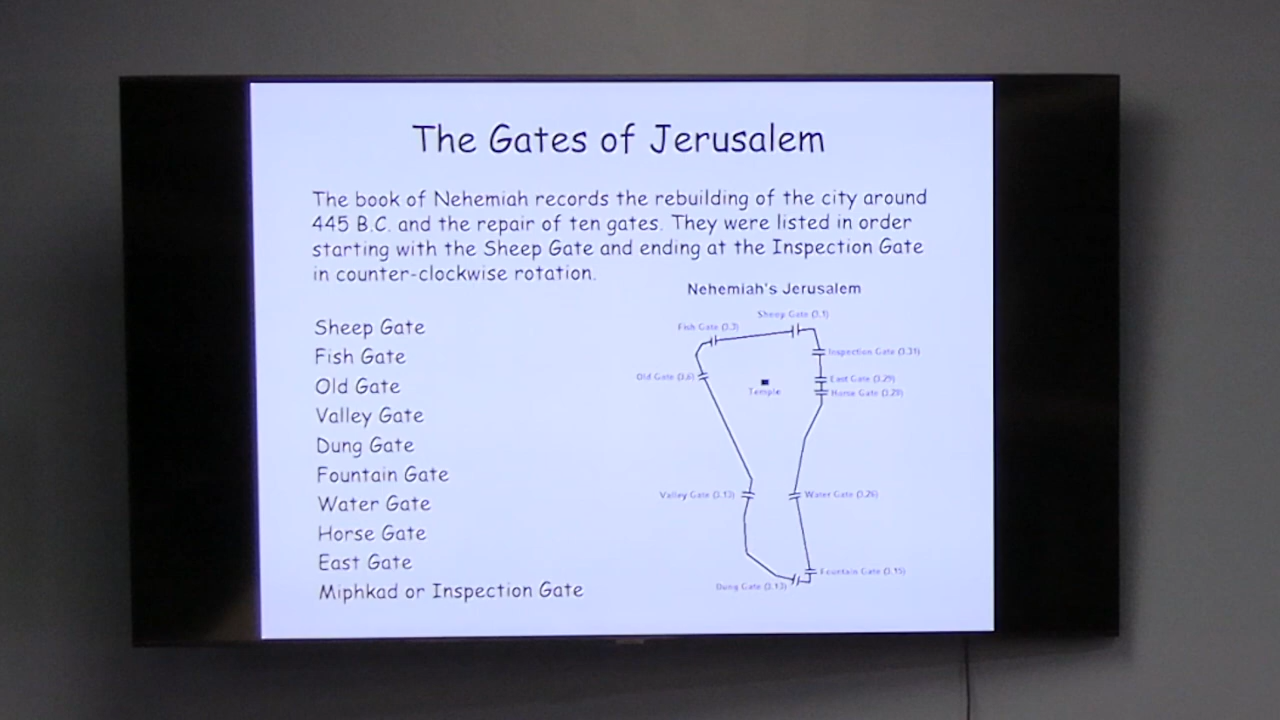 The Gates of Jerusalem
The book of Nehemiah records the rebuilding of the city around
445 B.C. and the repair of ten gates. They were listed in order
starting with the Sheep Gate and ending at the Inspection Gate
in counter-clockwise rotation.
Sheep Gate
Fish Gate
Old Gate
Valley Gate
Dung Gate
Fountain Gate
Water Gate
Horse Gate
East Gate
Miphkad or Inspection Gate
Nehemiah's Jerusalem
Sheep Gate (3.1)
Fish Gate (3.3)
Inspection Gate (3.31)
Old Gate (3.6)
East Gate (3.29)
Temple
Horse Gate (3.28)
Valley Gate (3.13)
Water Gate (3.26)
Fountain Gate (3.15)
Dung Gate (3.13)